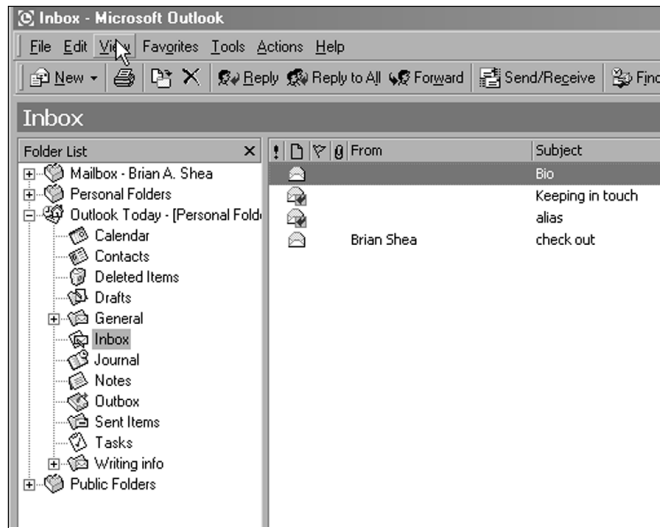 Inbox - Microsoft Outlook
File Edit View Favorites Tools Actions Help
New Reply Reply to All Forward Send/Receive Find
Inbox
Folder List
Mailbox - Brian A. Shea
Personal Folders
Outlook Today - [Personal Fold
Calendar
Contacts
Deleted Items
Drafts
General
Inbox
Journal
Notes
Outbox
Sent Items
Tasks
Writing info
Public Folders
! From Subject
Bio
Keeping in touch
alias
Brian Shea check out